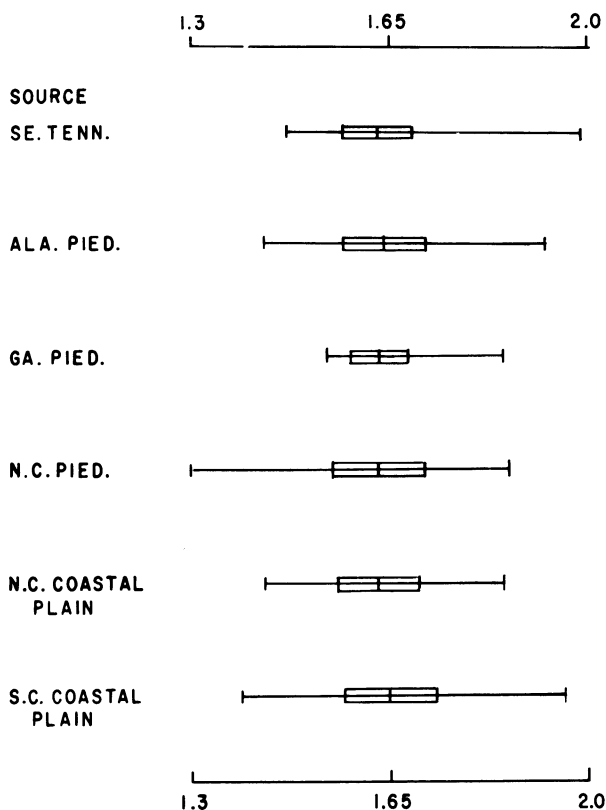 1.3 1.65 2.0
SOURCE
SE. TENN.
ALA. PIED.
GA. PIED.
N.C. PIED.
N.C. COASTAL
PLAIN
S.C. COASTAL
PLAIN
1.3 1.65 2.0